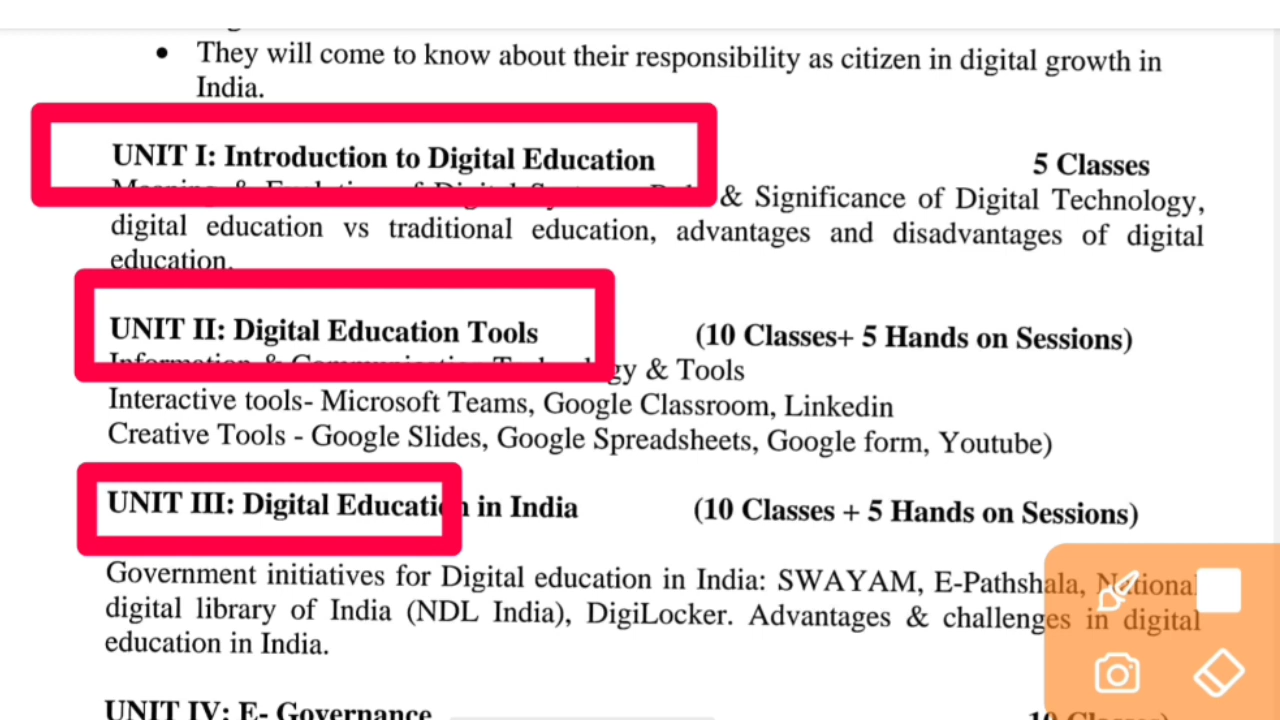 • They will come to know about their responsibility as citizen in digital growth in
India.
UNIT I: Introduction to Digital Education 5 Classes
& Significance of Digital Technology,
digital education vs traditional education, advantages and disadvantages of digital
education.
UNIT II: Digital Education Tools (10 Classes+ 5 Hands on Sessions)
& Tools
Interactive tools- Microsoft Teams, Google Classroom, Linkedin
Creative Tools - Google Slides, Google Spreadsheets, Google form, Youtube)
UNIT III: Digital Education in India (10 Classes + 5 Hands on Sessions)
Government initiatives for Digital education in India: SWAYAM, E-Pathshala, National
digital library of India (NDL India), DigiLocker. Advantages & challenges in digital
education in India.
UNIT IV: E- Governance 10 Classes)